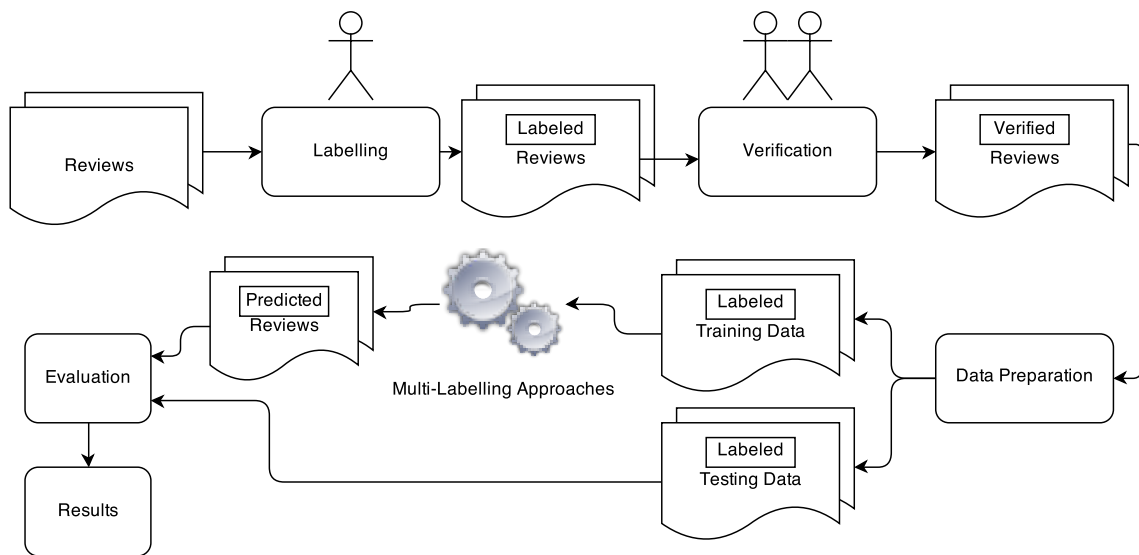 Reviews
Labelling
Labeled
Reviews
Verification
Verified
Reviews
Predicted
Reviews
Multi-Labelling Approaches
Labeled
Training Data
Data Preparation
Evaluation
Labeled
Testing Data
Results